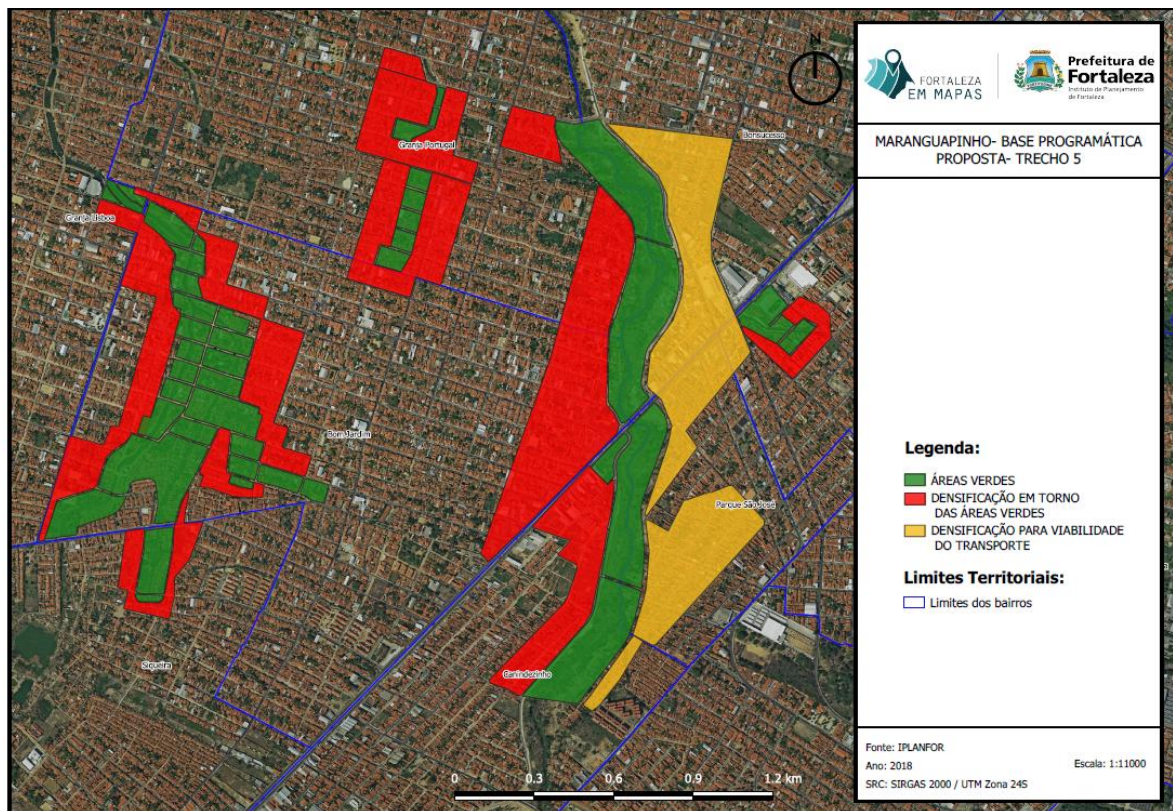 N
Bonsucesso
Granja Portugal
Granja Lisboa
Bom Jardim
Parque São José
Siqueira
Canindezinho
0 0.3 0.6 0.9 1.2 km
FORTALEZA
EM MAPAS
Prefeitura de
Fortaleza
Instituto de Planejamento
de Fortaleza
MARANGUAPINHO- BASE PROGRAMÁTICA
PROPOSTA- TRECHO 5
Legenda:
ÁREAS VERDES
DENSIFICAÇÃO EM TORNO
DAS ÁREAS VERDES
DENSIFICAÇÃO PARA VIABILIDADE
DO TRANSPORTE
Limites Territoriais:
Limites dos bairros
Fonte: IPLANFOR
Ano: 2018
Escala: 1:11000
SRC: SIRGAS 2000 / UTM Zona 24S